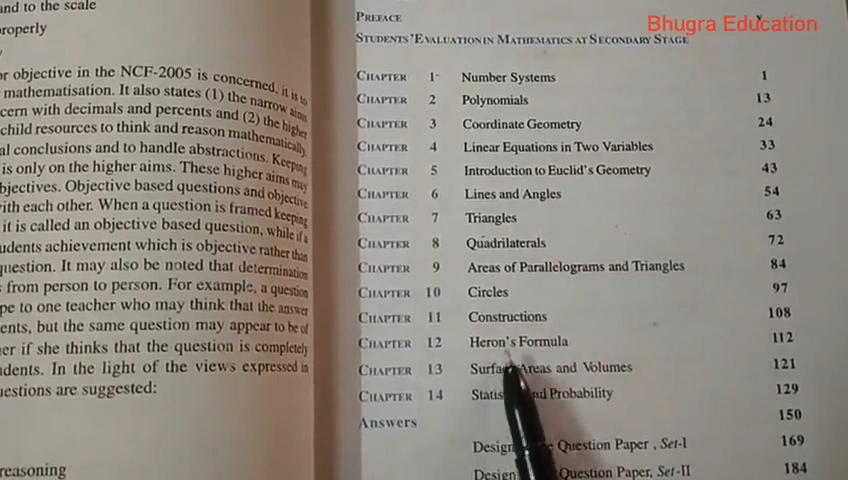 and to the scale
properly
or objective in the NCF-2005 is concerned, it is to
mathematisation. It also states (1) the narrow aims
cern with decimals and percents and (2) the higher
child resources to think and reason mathematically,
al conclusions and to handle abstractions. Keeping
is only on the higher aims. These higher aims may
bjectives. Objective based questions and objective
with each other. When a question is framed keeping
it is called an objective based question, while if a
udents achievement which is objective rather than
question. It may also be noted that determination
from person to person. For example, a question
pe to one teacher who may think that the answer
ents, but the same question may appear to be of
her if she thinks that the question is completely
udents. In the light of the views expressed in
uestions are suggested:
reasoning
Bhugra Education
PREFACE v
STUDENTS' EVALUATION IN MATHEMATICS AT SECONDARY STAGE
CHAPTER 1 Number Systems 1
CHAPTER 2 Polynomials 13
CHAPTER 3 Coordinate Geometry 24
CHAPTER 4 Linear Equations in Two Variables 33
CHAPTER 5 Introduction to Euclid's Geometry 43
CHAPTER 6 Lines and Angles 54
CHAPTER 7 Triangles 63
CHAPTER 8 Quadrilaterals 72
CHAPTER 9 Areas of Parallelograms and Triangles 84
CHAPTER 10 Circles 97
CHAPTER 11 Constructions 108
CHAPTER 12 Heron's Formula 112
CHAPTER 13 Surface Areas and Volumes 121
CHAPTER 14 Statis nd Probability 129
Answers 150
Design Question Paper , Set-I 169
Design Question Paper, Set-II 184